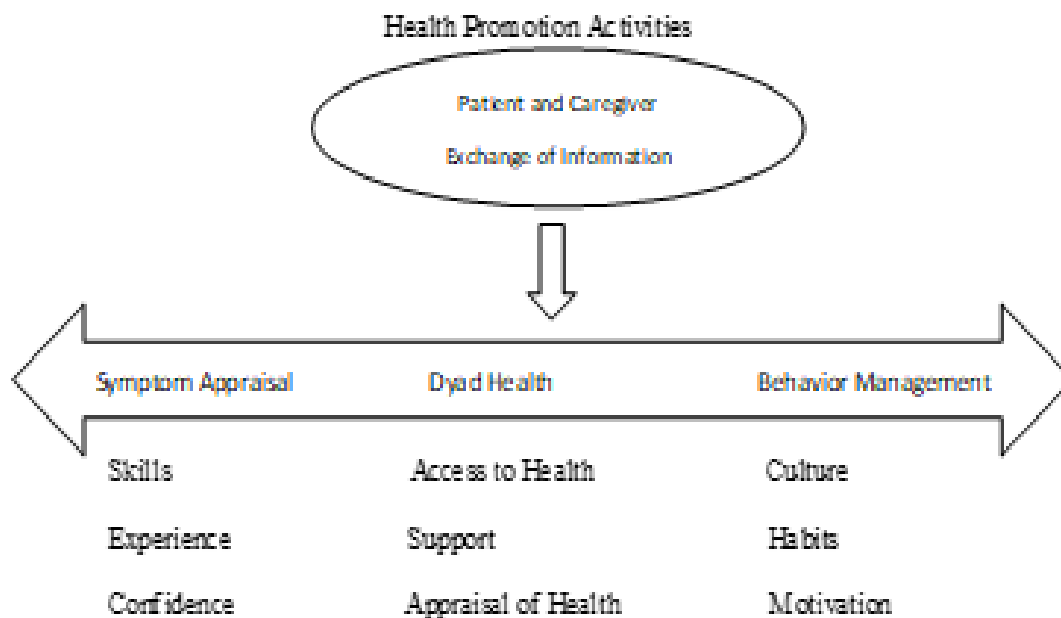 Health Promotion Activities
Patient and Caregiver
Exchange of Information
Symptom Appraisal Dyad Health Behavior Management
Skills Access to Health Culture
Experience Support Habits
Confidence Appraisal of Health Motivation